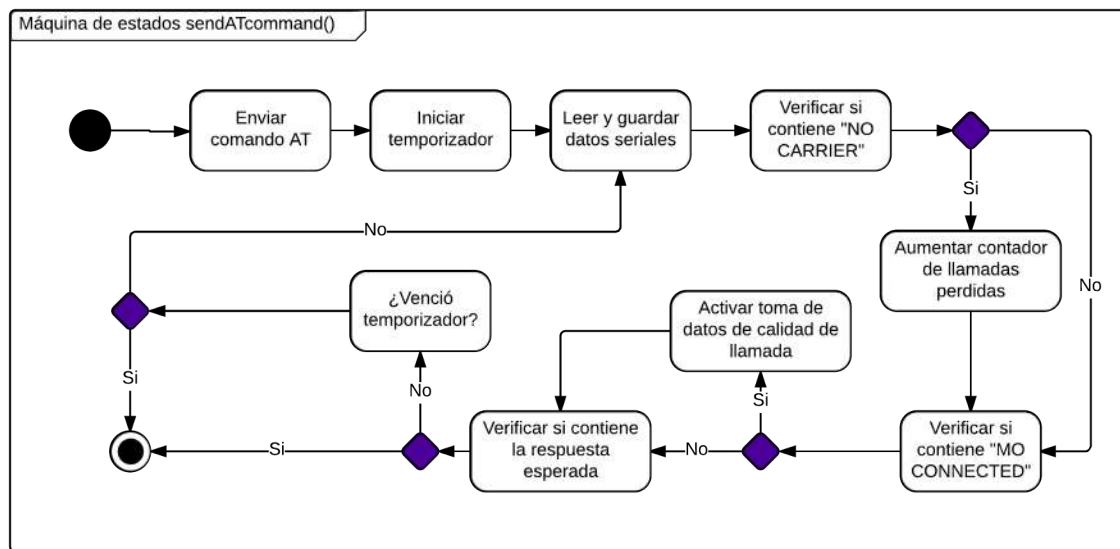 Máquina de estados sendATcommand()
Enviar
comando AT
Iniciar
temporizador
Leer y guardar
datos seriales
Verificar si
contiene "NO
CARRIER"
Si
No
Aumentar contador
de llamadas
perdidas
Verificar si
contiene "MO
CONNECTED"
Si
No
Activar toma de
datos de calidad de
llamada
Verificar si contiene
la respuesta
esperada
No
Si
¿Venció
temporizador?
No
Si